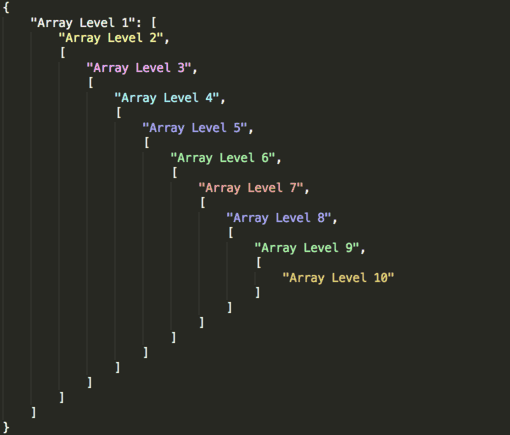 {
    "Array Level 1": [
        "Array Level 2",
        [
            "Array Level 3",
            [
                "Array Level 4",
                [
                    "Array Level 5",
                    [
                        "Array Level 6",
                        [
                            "Array Level 7",
                            [
                                "Array Level 8",
                                [
                                    "Array Level 9",
                                    [
                                        "Array Level 10"
                                    ]
                                ]
                            ]
                        ]
                    ]
                ]
            ]
        ]
    ]
}